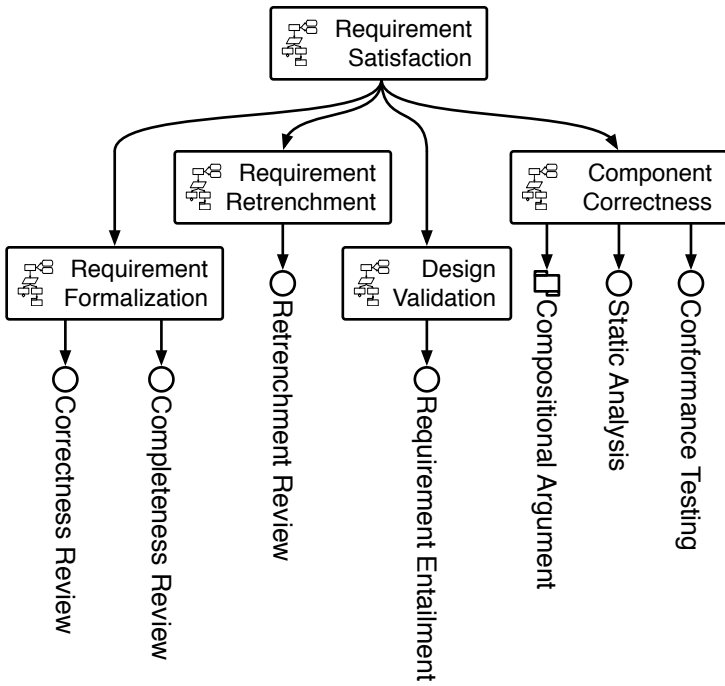 Requirement
Satisfaction
Requirement
Retrenchment
Component
Correctness
Requirement
Formalization
Design
Validation
Correctness Review
Completeness Review
Retrenchment Review
Requirement Entailment
Compositional Argument
Static Analysis
Conformance Testing